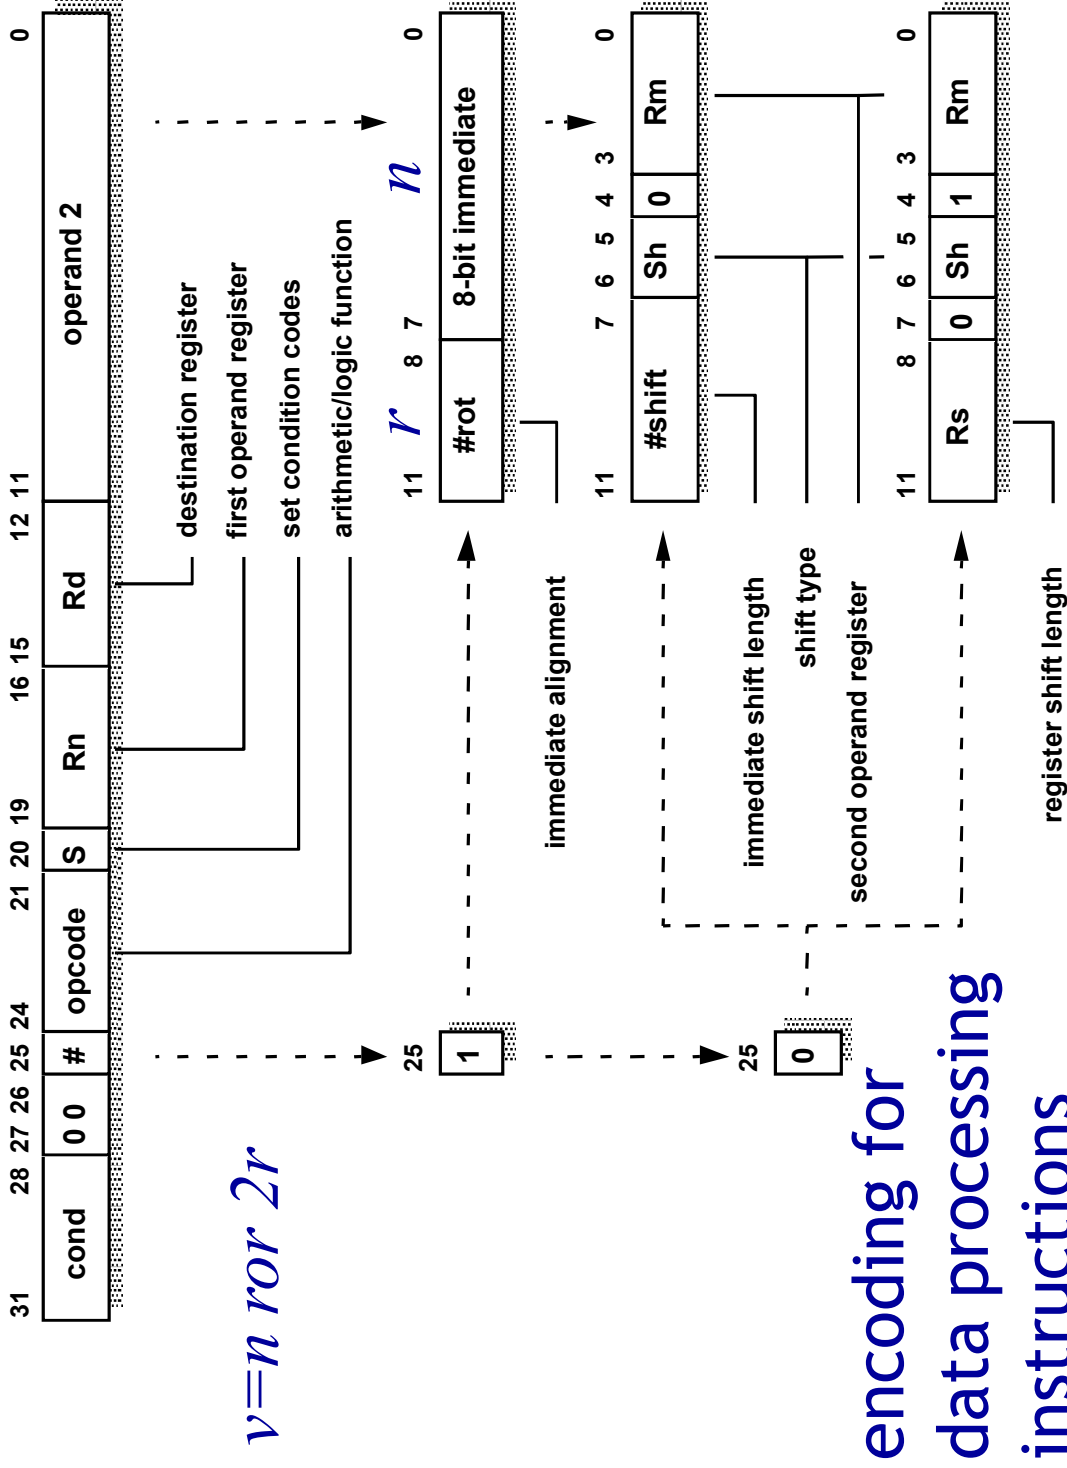 31 28 27 26 25 24 21 20 19 16 15 12 11 0
cond 0 0 # opcode S Rn Rd operand 2
destination register
v=n ror 2r
first operand register
set condition codes
arithmetic/logic function
r n
25 11 8 7 0
1 #rot 8-bit immediate
immediate alignment
11 7 6 5 4 3 0
#shift Sh 0 Rm
immediate shift length
25
0
shift type
second operand register
encoding for
11 8 7 6 5 4 3 0
Rs 0 Sh 1 Rm
data processing
register shift length
instructions